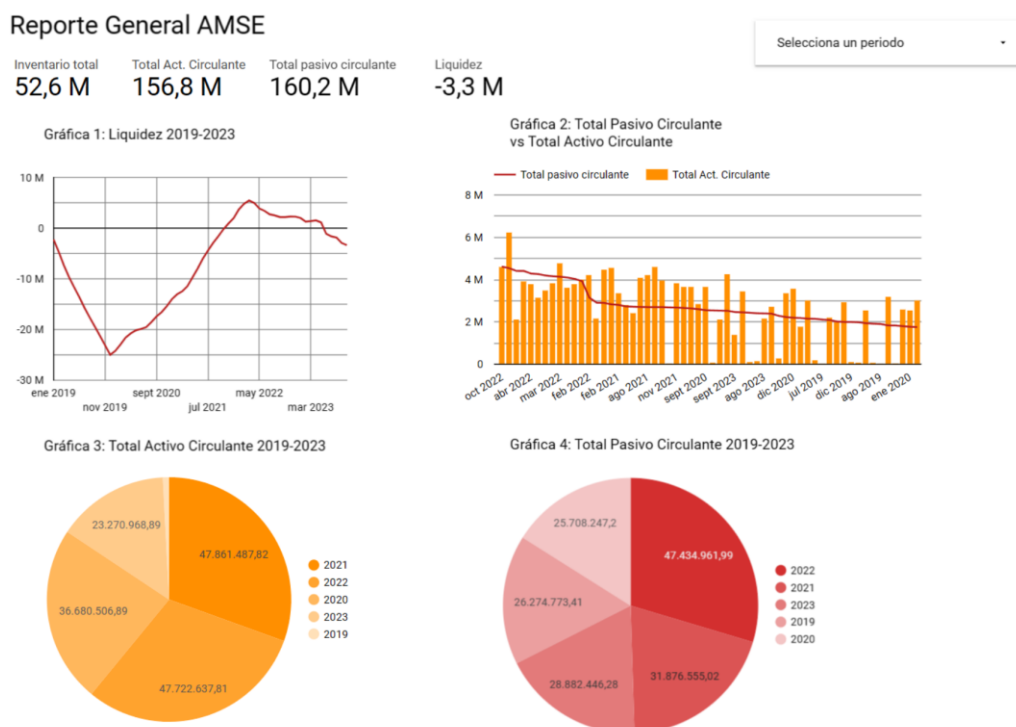 Reporte General AMSE
Selecciona un periodo
Inventario total
52,6 M
Total Act. Circulante
156,8 M
Total pasivo circulante
160,2 M
Liquidez
-3,3 M
Gráfica 1: Liquidez 2019-2023
10 M
0
-10 M
-20 M
-30 M
ene 2019
nov 2019
sept 2020
jul 2021
may 2022
mar 2023
Gráfica 2: Total Pasivo Circulante
vs Total Activo Circulante
Total pasivo circulante
Total Act. Circulante
8 M
6 M
4 M
2 M
0
oct 2022
abr 2022
mar 2022
feb 2022
feb 2021
ago 2021
nov 2021
sept 2020
sept 2023
ago 2023
dic 2020
jul 2019
dic 2019
ago 2019
ene 2020
Gráfica 3: Total Activo Circulante 2019-2023
23.270.968,89
47.861.487,82
36.680.506,89
47.722.637,81
2021
2022
2020
2023
2019
Gráfica 4: Total Pasivo Circulante 2019-2023
25.708.247,2
47.434.961,99
26.274.773,41
31.876.555,02
28.882.446,28
2022
2021
2023
2019
2020